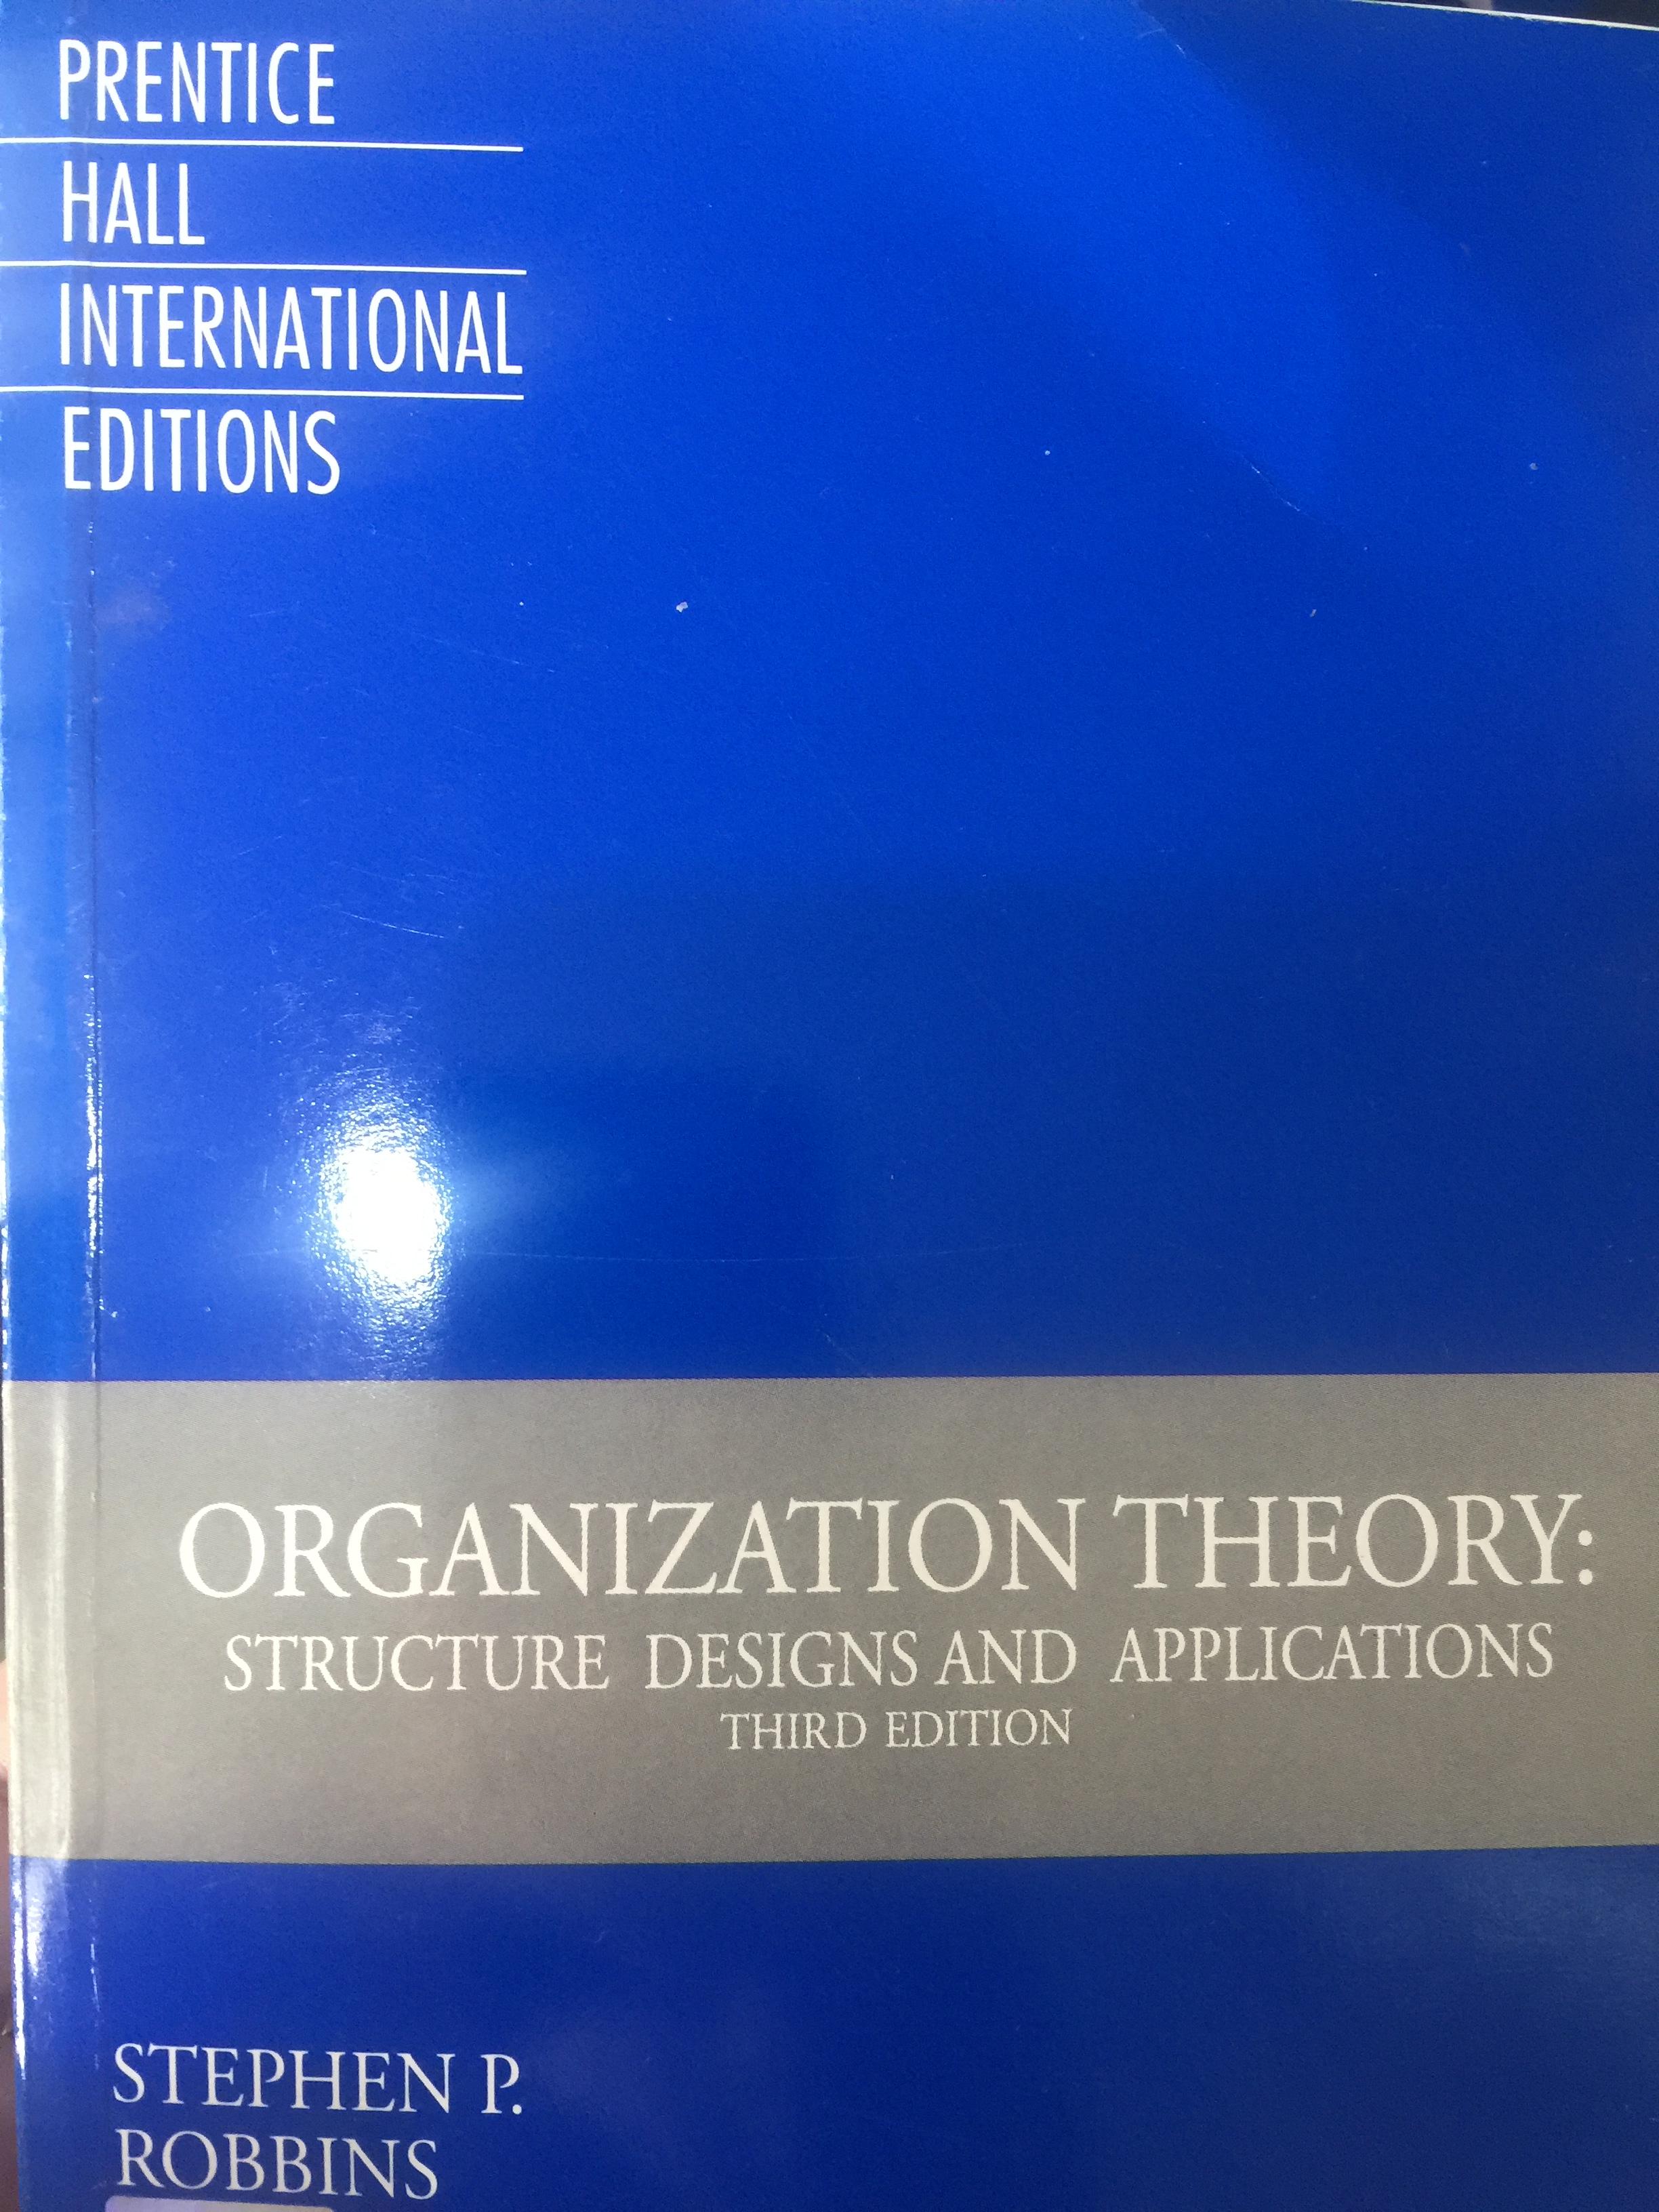 PRENTICE
HALL
INTERNATIONAL
EDITIONS
ORGANIZATION THEORY:
STRUCTURE DESIGNS AND APPLICATIONS
THIRD EDITION
STEPHEN P.
ROBBINS